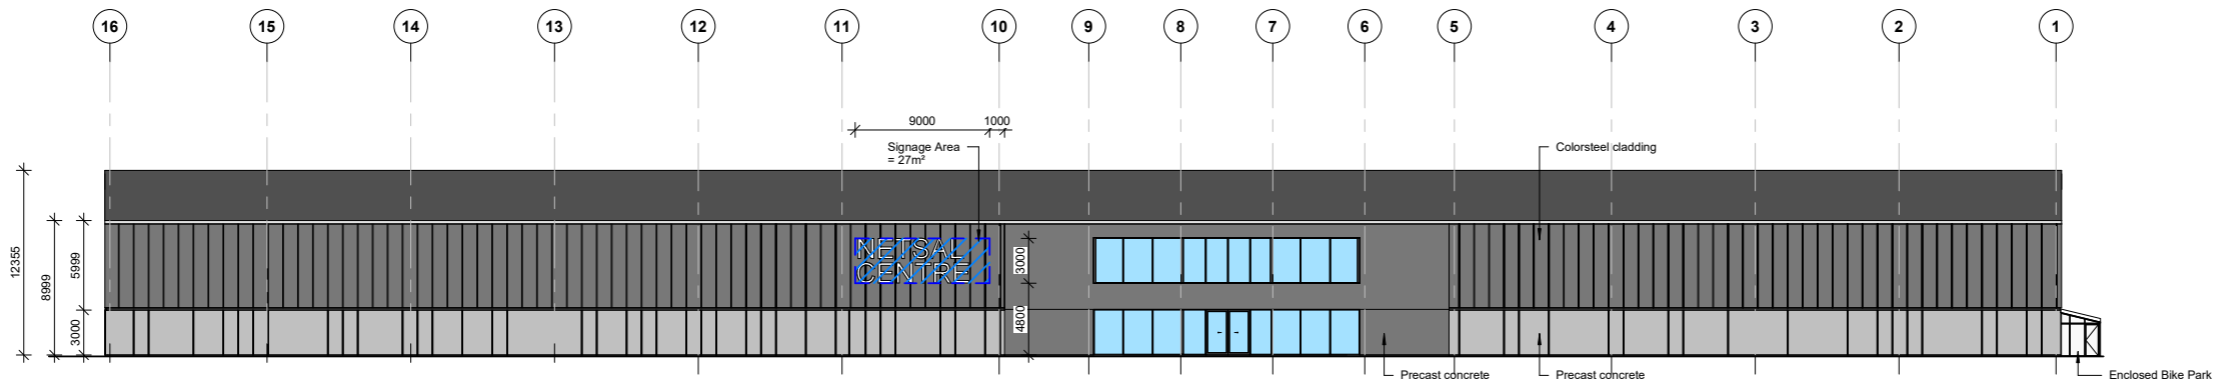 16 15 14 13 12 11 10 9 8 7 6 5 4 3 2 1
9000 1000
Signage Area
= 27m²
Colorsteel cladding
12355
8999
5999
3000
NETSAL
CENTRE
3000
4800
Precast concrete
Precast concrete
Enclosed Bike Park